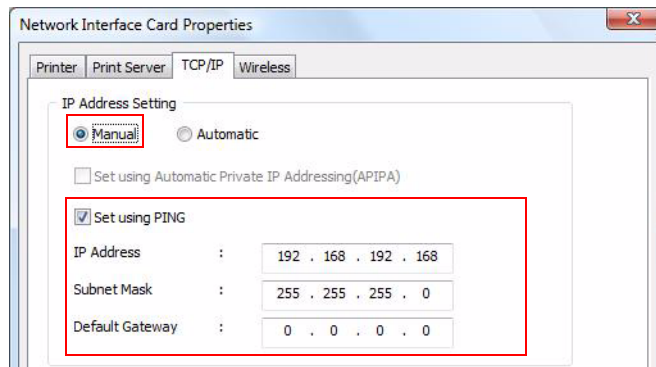 Network Interface Card Properties
Printer Print Server TCP/IP Wireless
IP Address Setting
Manual Automatic
Set using Automatic Private IP Addressing(APIPA)
Set using PING
IP Address : 192 . 168 . 192 . 168
Subnet Mask : 255 . 255 . 255 . 0
Default Gateway : 0 . 0 . 0 . 0